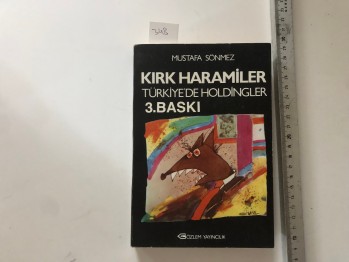 MUSTAFA SÖNMEZ
KIRK HARAMİLER
TÜRKİYE'DE HOLDİNGLER
3.BASKI
GÖZLEM YAYINCILIK